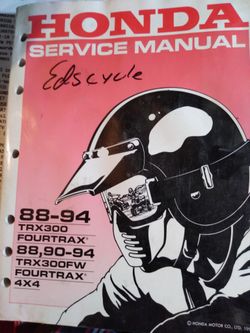 HONDA
SERVICE MANUAL
Edscycle
88-94
TRX300
FOURTRAX®
88,90-94
TRX300FW
FOURTRAX®
4X4
© HONDA MOTOR CO., LTD.